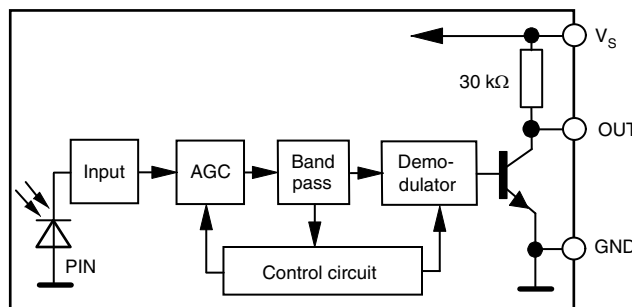 V_S
30 kΩ
OUT
Input
AGC
Band
pass
Demo-
dulator
PIN
Control circuit
GND